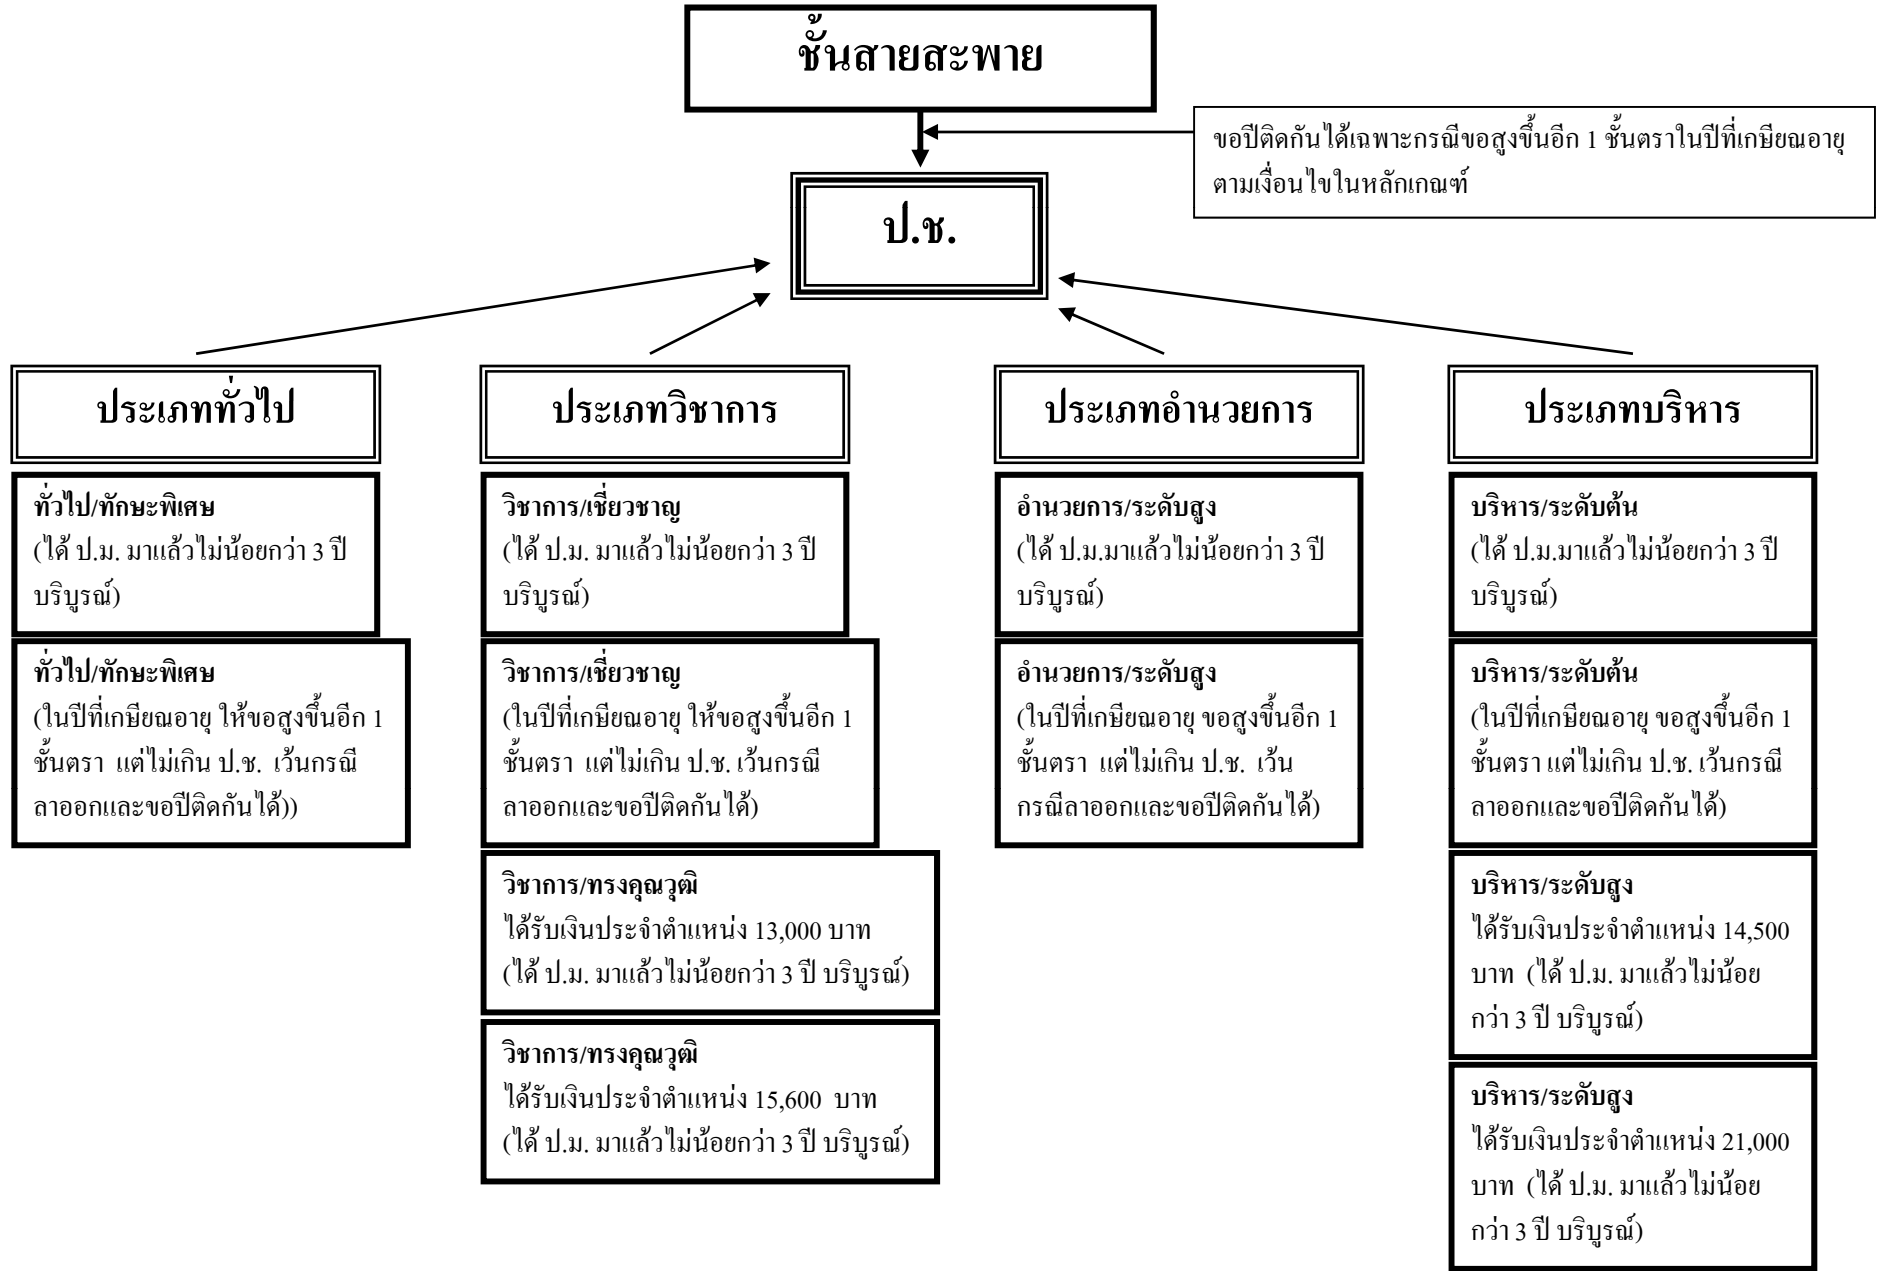 ชั้นสายสะพาย
ขอปีติดกันได้เฉพาะกรณีขอสูงขึ้นอีก 1 ชั้นตราในปีที่เกษียณอายุ
ตามเงื่อนไขในหลักเกณฑ์
ป.ช.
ประเภททั่วไป
ทั่วไป/ทักษะพิเศษ
(ได้ ป.ม. มาแล้วไม่น้อยกว่า 3 ปี
บริบูรณ์)
ทั่วไป/ทักษะพิเศษ
(ในปีที่เกษียณอายุ ให้ขอสูงขึ้นอีก 1
ชั้นตรา แต่ไม่เกิน ป.ช. เว้นกรณี
ลาออกและขอปีติดกันได้))
ประเภทวิชาการ
วิชาการ/เชี่ยวชาญ
(ได้ ป.ม. มาแล้วไม่น้อยกว่า 3 ปี
บริบูรณ์)
วิชาการ/เชี่ยวชาญ
(ในปีที่เกษียณอายุ ให้ขอสูงขึ้นอีก 1
ชั้นตรา แต่ไม่เกิน ป.ช. เว้นกรณี
ลาออกและขอปีติดกันได้)
วิชาการ/ทรงคุณวุฒิ
ได้รับเงินประจำตำแหน่ง 13,000 บาท
(ได้ ป.ม. มาแล้วไม่น้อยกว่า 3 ปี บริบูรณ์)
วิชาการ/ทรงคุณวุฒิ
ได้รับเงินประจำตำแหน่ง 15,600 บาท
(ได้ ป.ม. มาแล้วไม่น้อยกว่า 3 ปี บริบูรณ์)
ประเภทอำนวยการ
อำนวยการ/ระดับสูง
(ได้ ป.ม.มาแล้วไม่น้อยกว่า 3 ปี
บริบูรณ์)
อำนวยการ/ระดับสูง
(ในปีที่เกษียณอายุ ขอสูงขึ้นอีก 1
ชั้นตรา แต่ไม่เกิน ป.ช. เว้น
กรณีลาออกและขอปีติดกันได้)
ประเภทบริหาร
บริหาร/ระดับต้น
(ได้ ป.ม.มาแล้วไม่น้อยกว่า 3 ปี
บริบูรณ์)
บริหาร/ระดับต้น
(ในปีที่เกษียณอายุ ขอสูงขึ้นอีก 1
ชั้นตรา แต่ไม่เกิน ป.ช. เว้นกรณี
ลาออกและขอปีติดกันได้)
บริหาร/ระดับสูง
ได้รับเงินประจำตำแหน่ง 14,500
บาท (ได้ ป.ม. มาแล้วไม่น้อย
กว่า 3 ปี บริบูรณ์)
บริหาร/ระดับสูง
ได้รับเงินประจำตำแหน่ง 21,000
บาท (ได้ ป.ม. มาแล้วไม่น้อย
กว่า 3 ปี บริบูรณ์)